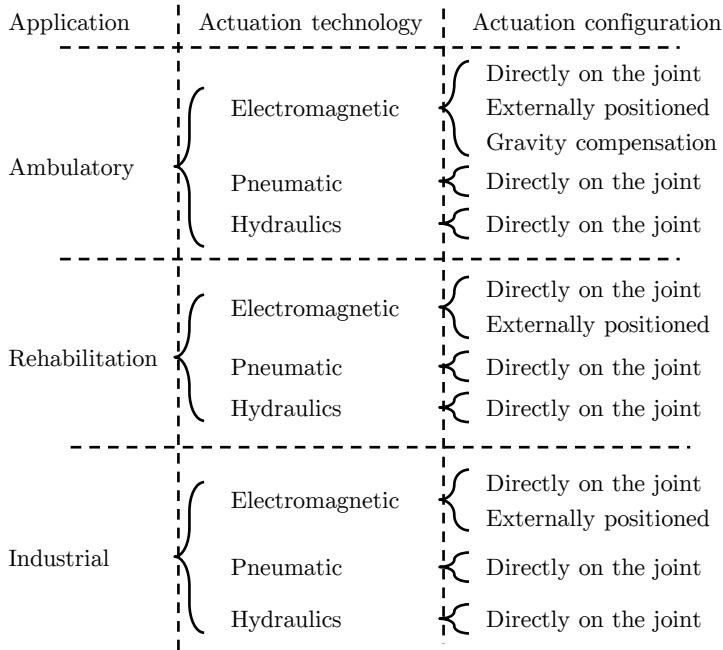 Application Actuation technology Actuation configuration
Directly on the joint
Electromagnetic Externally positioned
Gravity compensation
Ambulatory
Pneumatic Directly on the joint
Hydraulics Directly on the joint
Directly on the joint
Electromagnetic
Externally positioned
Rehabilitation
Pneumatic Directly on the joint
Hydraulics Directly on the joint
Directly on the joint
Electromagnetic
Externally positioned
Industrial
Pneumatic Directly on the joint
Hydraulics Directly on the joint